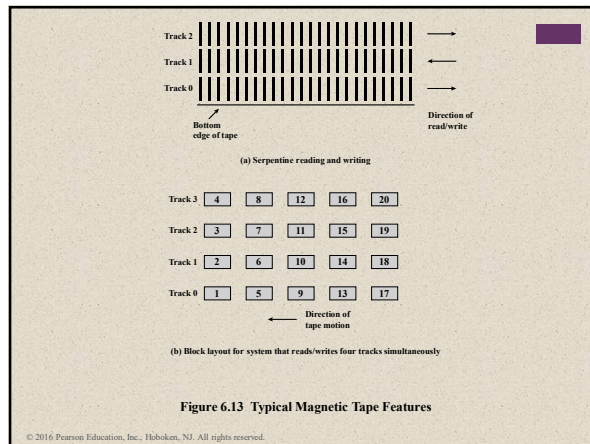 Track 2
Track 1
Track 0
Bottom
edge of tape
Direction of
read/write
(a) Serpentine reading and writing
Track 3 4 8 12 16 20
Track 2 3 7 11 15 19
Track 1 2 6 10 14 18
Track 0 1 5 9 13 17
Direction of
tape motion
(b) Block layout for system that reads/writes four tracks simultaneously
Figure 6.13 Typical Magnetic Tape Features
© 2016 Pearson Education, Inc., Hoboken, NJ. All rights reserved.